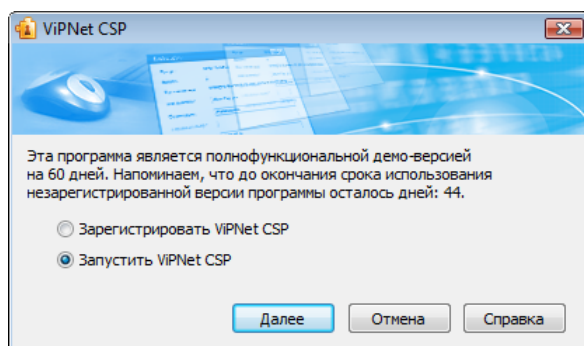 ViPNet CSP
Эта программа является полнофункциональной демо-версией
на 60 дней. Напоминаем, что до окончания срока использования
незарегистрированной версии программы осталось дней: 44.
Зарегистрировать ViPNet CSP
Запустить ViPNet CSP
Далее
Отмена
Справка